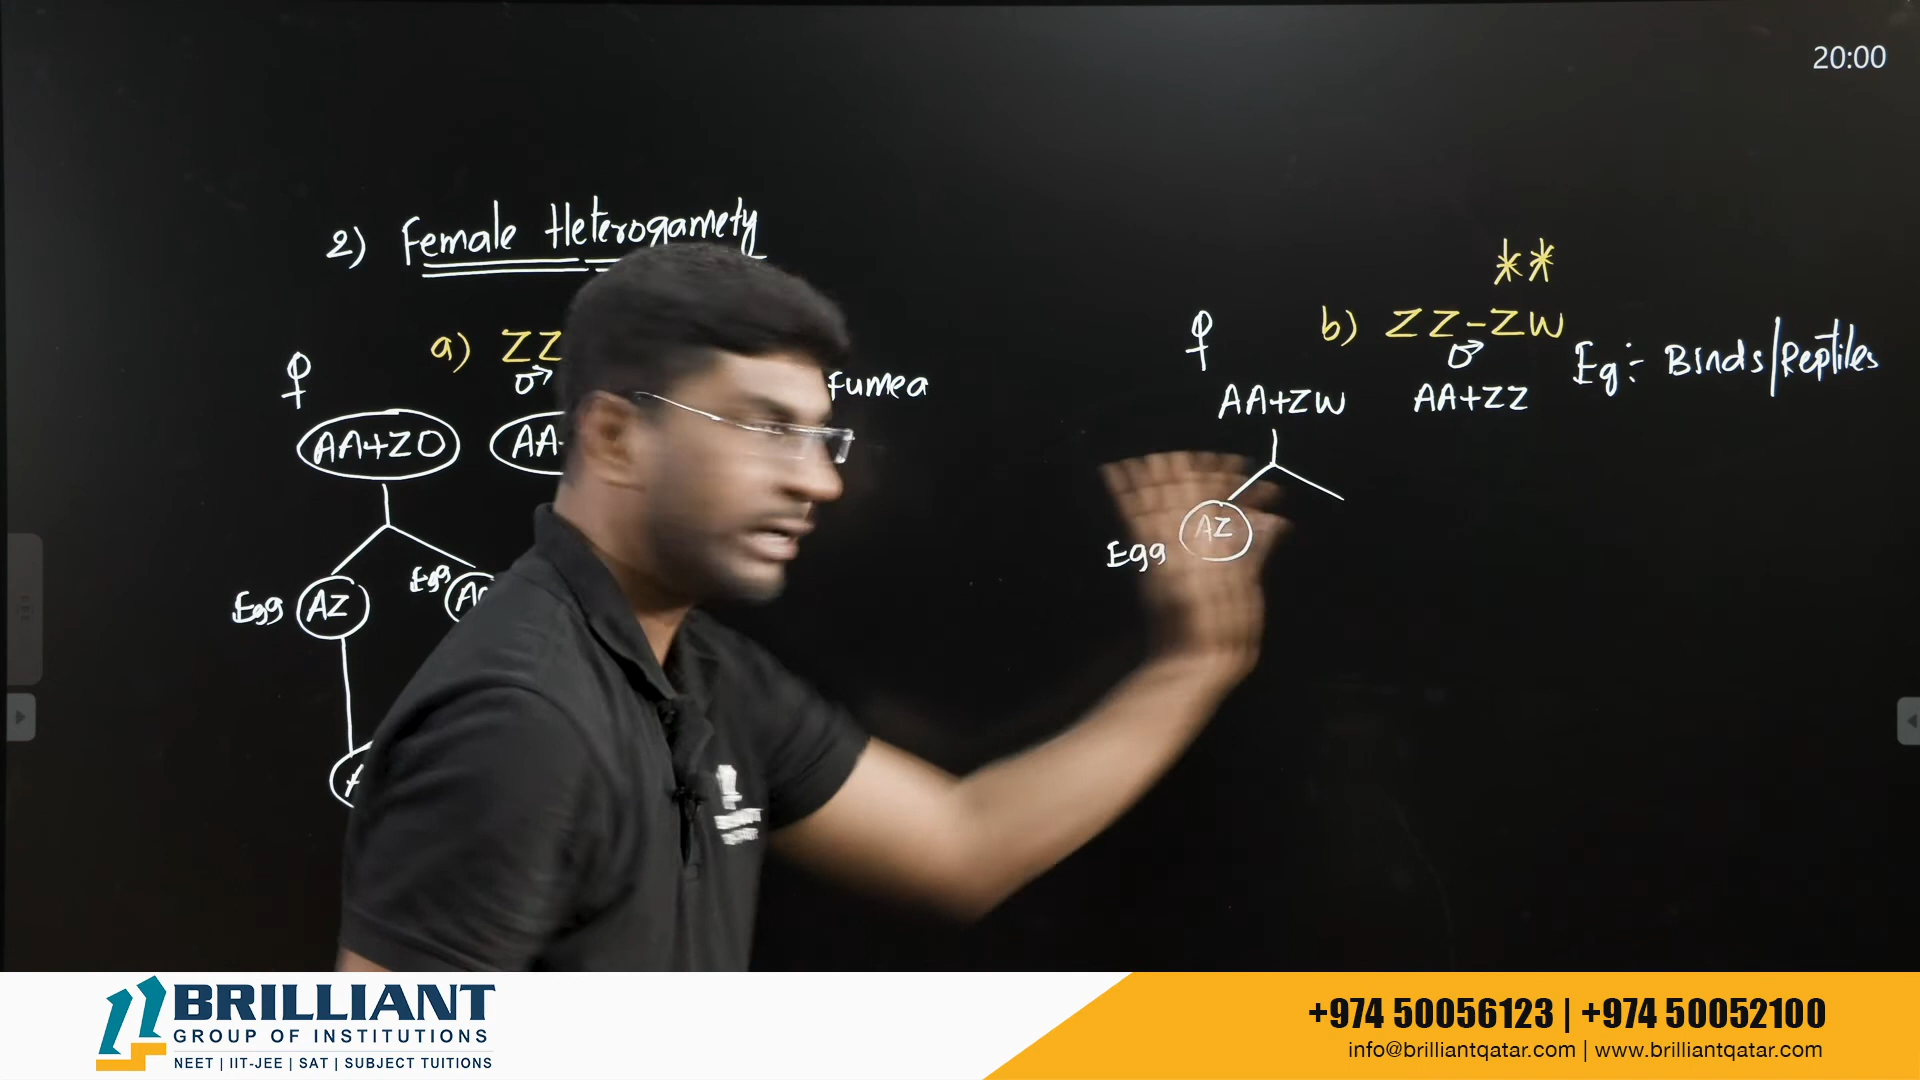 20:00
2) Female Heterogamety
a) ZZ
♀
♂
fumea
AA+ZO
AA
Egg
AZ
Egg
b) ZZ-ZW
**
♀
♂
Eg:- Birds/Reptiles
AA+ZW
AA+ZZ
Egg
AZ
BRILLIANT
GROUP OF INSTITUTIONS
NEET | IIT-JEE | SAT | SUBJECT TUITIONS
+974 50056123 | +974 50052100
info@brilliantqatar.com | www.brilliantqatar.com